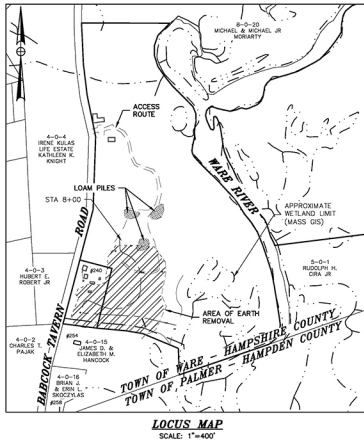 8-0-20
MICHAEL & MICHAEL JR
MORIARTY
ACCESS
ROUTE
4-0-4
IRENE KULAS
LIFE ESTATE
KATHLEEN K.
KNIGHT
LOAM PILES
STA 8+00
WARE RIVER
APPROXIMATE
WETLAND LIMIT
(MASS GIS)
ROAD
4-0-3
HUBERT E.
ROBERT JR
#240
5-0-1
RUDOLPH H.
CIRA JR
AREA OF EARTH
REMOVAL
BABCOCK-TAVERN
4-0-2
CHARLES T.
PAJAK
#254
4-0-15
JAMES D. &
ELIZABETH M.
HANCOCK
4-0-16
BRIAN J.
& ERIN L.
SKOCZYLAS
#258
TOWN OF WARE - HAMPSHIRE COUNTY
TOWN OF PALMER - HAMPDEN COUNTY
LOCUS MAP
SCALE: 1"=400'